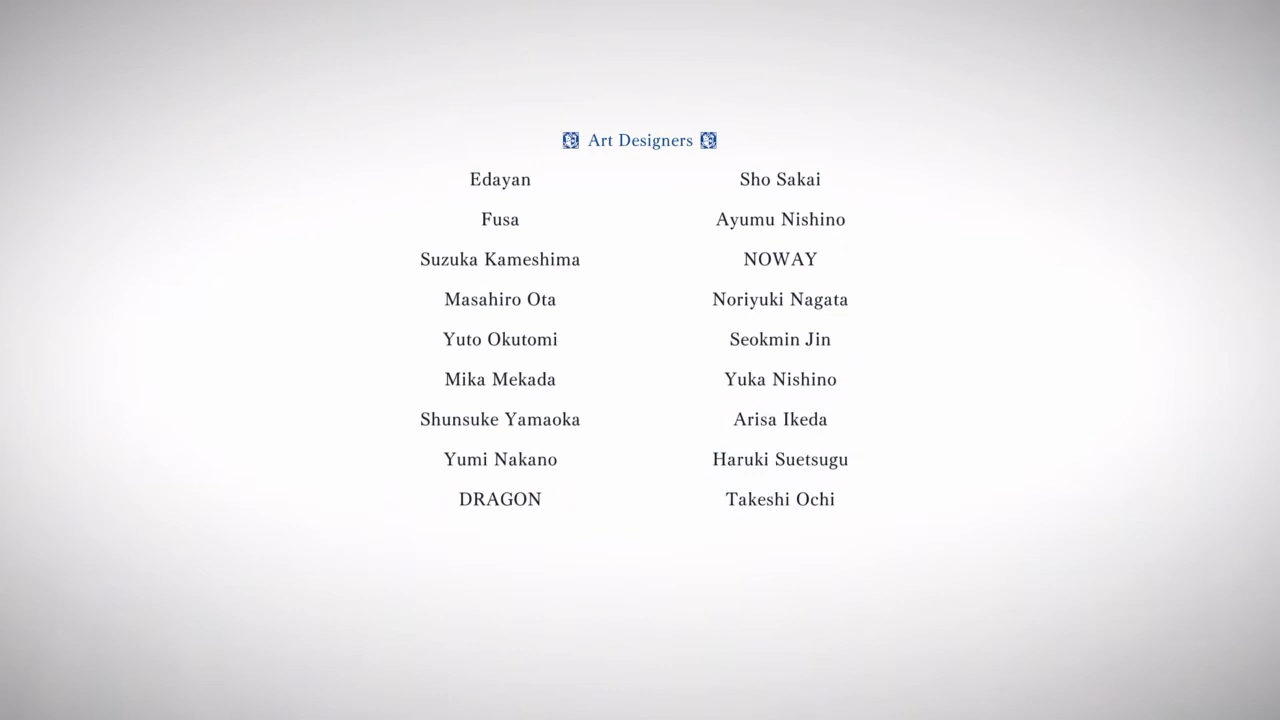 Art Designers
Edayan Sho Sakai
Fusa Ayumu Nishino
Suzuka Kameshima NOWAY
Masahiro Ota Noriyuki Nagata
Yuto Okutomi Seokmin Jin
Mika Mekada Yuka Nishino
Shunsuke Yamaoka Arisa Ikeda
Yumi Nakano Haruki Suetsugu
DRAGON Takeshi Ochi